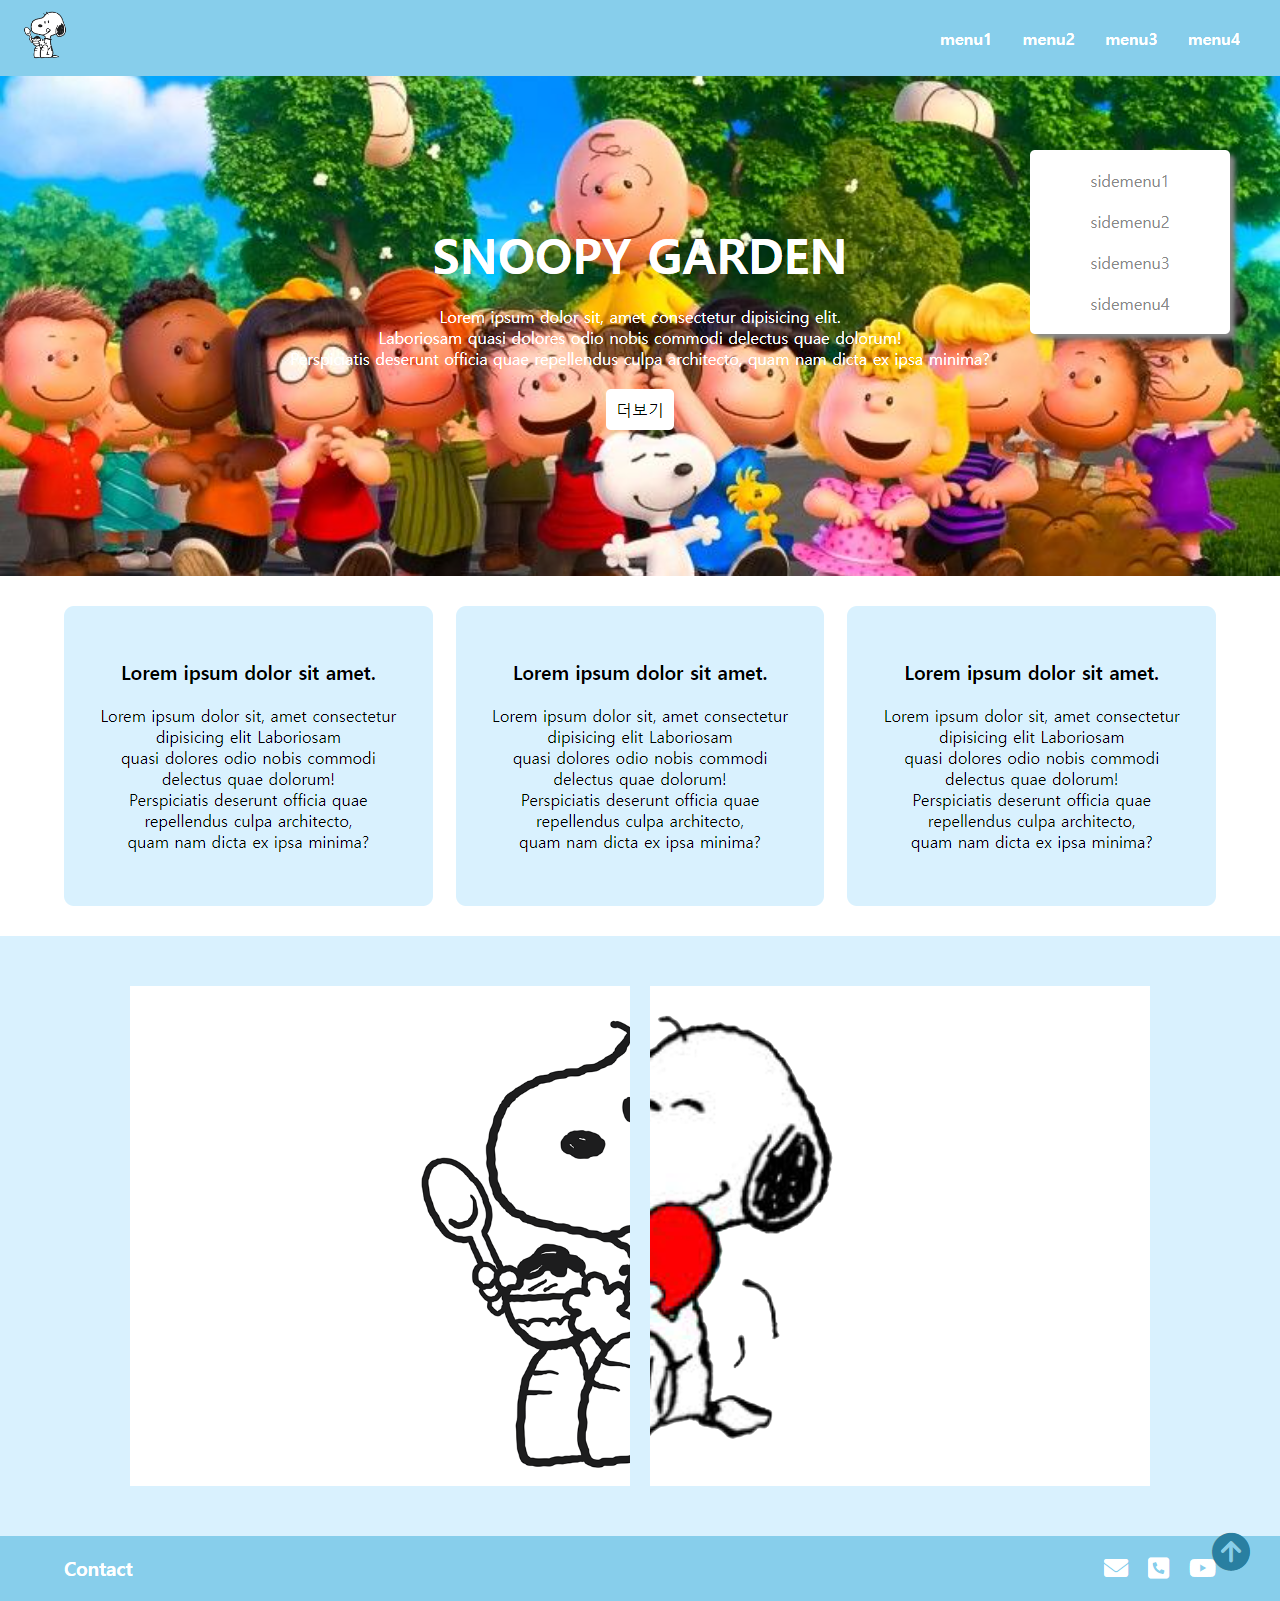 menu1 menu2 menu3 menu4
sidemenu1
sidemenu2
sidemenu3
sidemenu4
SNOOPY GARDEN
Lorem ipsum dolor sit, amet consectetur dipisicing elit.
Laboriosam quasi dolores odio nobis commodi delectus quae dolorum!
Perspiciatis deserunt officia quae repellendus culpa architecto, quam nam dicta ex ipsa minima?
더보기
Lorem ipsum dolor sit amet.
Lorem ipsum dolor sit, amet consectetur
dipisicing elit Laboriosam
quasi dolores odio nobis commodi
delectus quae dolorum!
Perspiciatis deserunt officia quae
repellendus culpa architecto,
quam nam dicta ex ipsa minima?
Lorem ipsum dolor sit amet.
Lorem ipsum dolor sit, amet consectetur
dipisicing elit Laboriosam
quasi dolores odio nobis commodi
delectus quae dolorum!
Perspiciatis deserunt officia quae
repellendus culpa architecto,
quam nam dicta ex ipsa minima?
Lorem ipsum dolor sit amet.
Lorem ipsum dolor sit, amet consectetur
dipisicing elit Laboriosam
quasi dolores odio nobis commodi
delectus quae dolorum!
Perspiciatis deserunt officia quae
repellendus culpa architecto,
quam nam dicta ex ipsa minima?
Contact